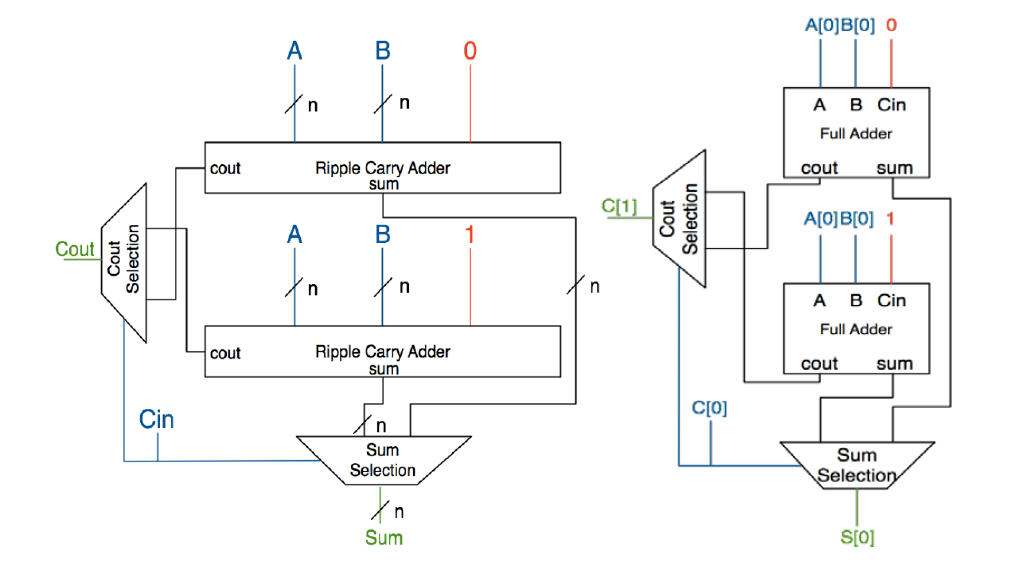 A B 0
n n
cout Ripple Carry Adder
sum
A B 1
n n
n
Cout
Cout
Selection
cout Ripple Carry Adder
sum
Cin
n
Sum
Selection
n
Sum
A[0] B[0] 0
A B Cin
Full Adder
cout sum
C[1]
Cout
Selection
A[0] B[0] 1
A B Cin
Full Adder
cout sum
C[0]
Sum
Selection
S[0]